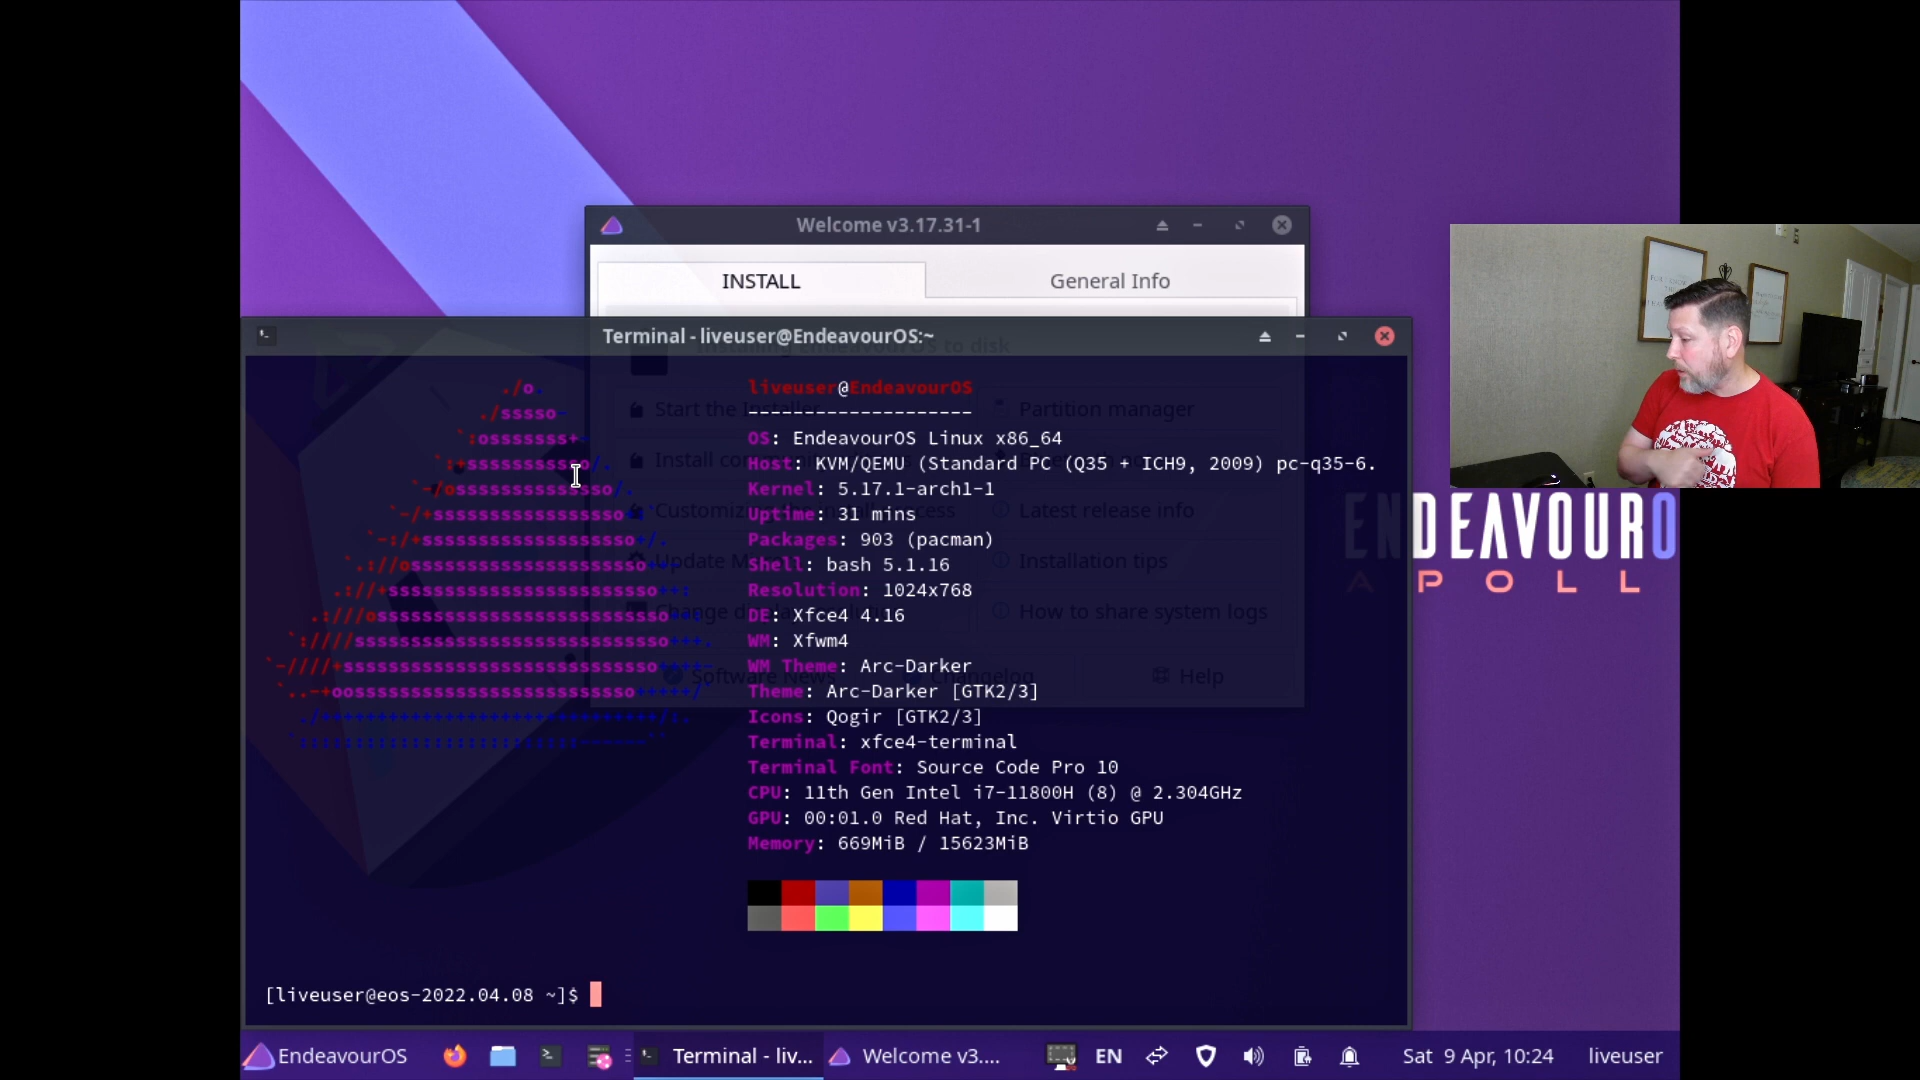 Welcome v3.17.31-1
INSTALL
General Info
Terminal - liveuser@EndeavourOS:~
liveuser@EndeavourOS
--------------------
OS: EndeavourOS Linux x86_64
Host: KVM/QEMU (Standard PC (Q35 + ICH9, 2009) pc-q35-6.
Kernel: 5.17.1-arch1-1
Uptime: 31 mins
Packages: 903 (pacman)
Shell: bash 5.1.16
Resolution: 1024x768
DE: Xfce4 4.16
WM: Xfwm4
WM Theme: Arc-Darker
Theme: Arc-Darker [GTK2/3]
Icons: Qogir [GTK2/3]
Terminal: xfce4-terminal
Terminal Font: Source Code Pro 10
CPU: 11th Gen Intel i7-11800H (8) @ 2.304GHz
GPU: 00:01.0 Red Hat, Inc. Virtio GPU
Memory: 669MiB / 15623MiB
Partition manager
Latest release info
Installation tips
How to share system logs
Software News
Changelog
Help
[liveuser@eos-2022.04.08 ~]$
ENDEAVOURO
APOLL
EndeavourOS
Terminal - liv...
Welcome v3....
EN
Sat 9 Apr, 10:24
liveuser